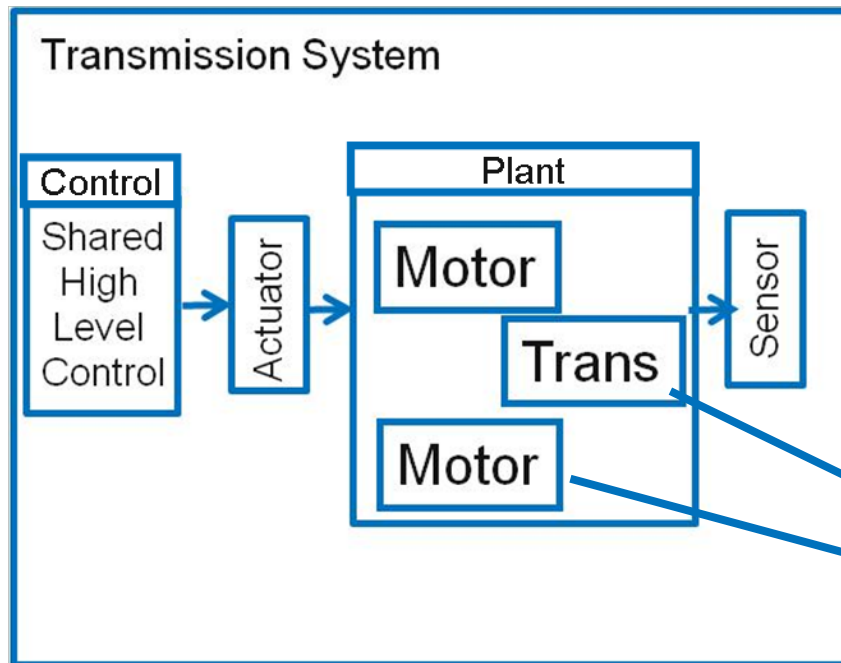 Transmission System
Control
Shared
High
Level
Control
Actuator
Plant
Motor
Trans
Motor
Sensor